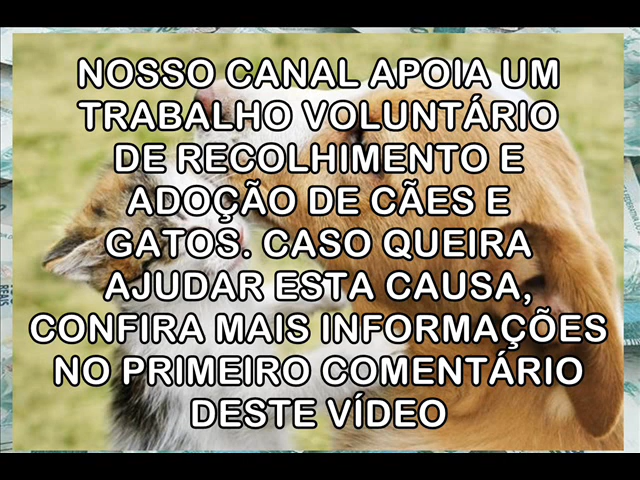 NOSSO CANAL APOIA UM
TRABALHO VOLUNTÁRIO
DE RECOLHIMENTO E
ADOÇÃO DE CÃES E
GATOS. CASO QUEIRA
AJUDAR ESTA CAUSA,
CONFIRA MAIS INFORMAÇÕES
NO PRIMEIRO COMENTÁRIO
DESTE VÍDEO
REAIS